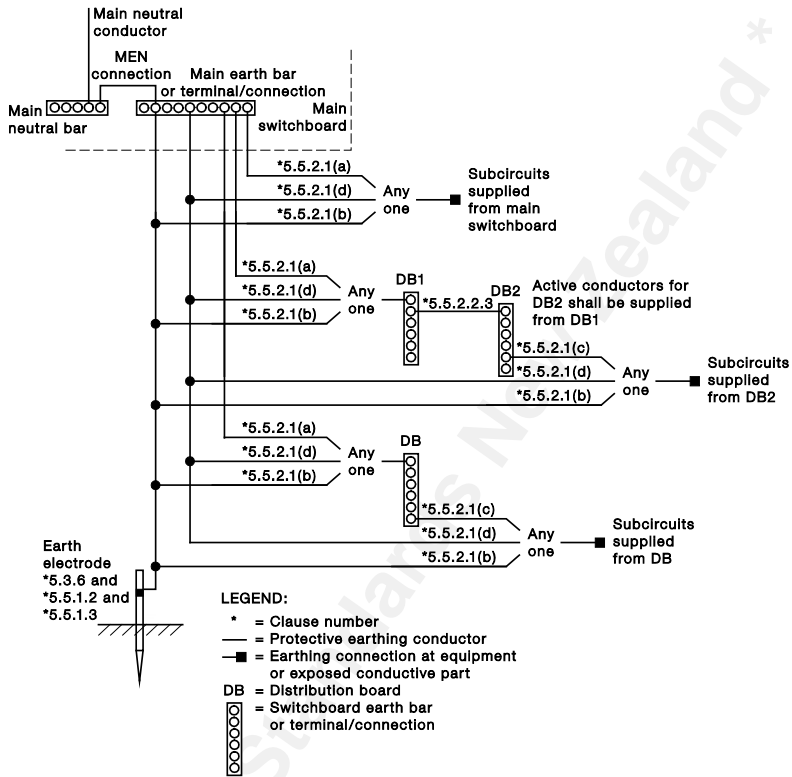 Main neutral
conductor
MEN
connection
Main earth bar
or terminal/connection
Main
neutral bar
Main
switchboard
*5.5.2.1(a)
*5.5.2.1(d)
*5.5.2.1(b)
Any
one
Subcircuits
supplied
from main
switchboard
*5.5.2.1(a)
*5.5.2.1(d)
*5.5.2.1(b)
Any
one
DB1
*5.5.2.2.3
DB2
Active conductors for
DB2 shall be supplied
from DB1
*5.5.2.1(c)
*5.5.2.1(d)
*5.5.2.1(b)
Any
one
Subcircuits
supplied
from DB2
*5.5.2.1(a)
*5.5.2.1(d)
*5.5.2.1(b)
Any
one
DB
*5.5.2.1(c)
*5.5.2.1(d)
*5.5.2.1(b)
Any
one
Subcircuits
supplied
from DB
Earth
electrode
*5.3.6 and
*5.5.1.2 and
*5.5.1.3
LEGEND:
* = Clause number
= Protective earthing conductor
= Earthing connection at equipment
or exposed conductive part
DB = Distribution board
= Switchboard earth bar
or terminal/connection
Standards New Zealand *